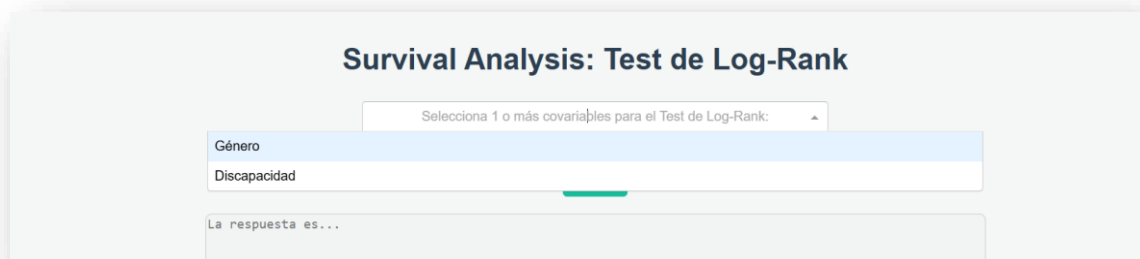 Survival Analysis: Test de Log-Rank
Selecciona 1 o más covariables para el Test de Log-Rank:
Género
Discapacidad
La respuesta es...